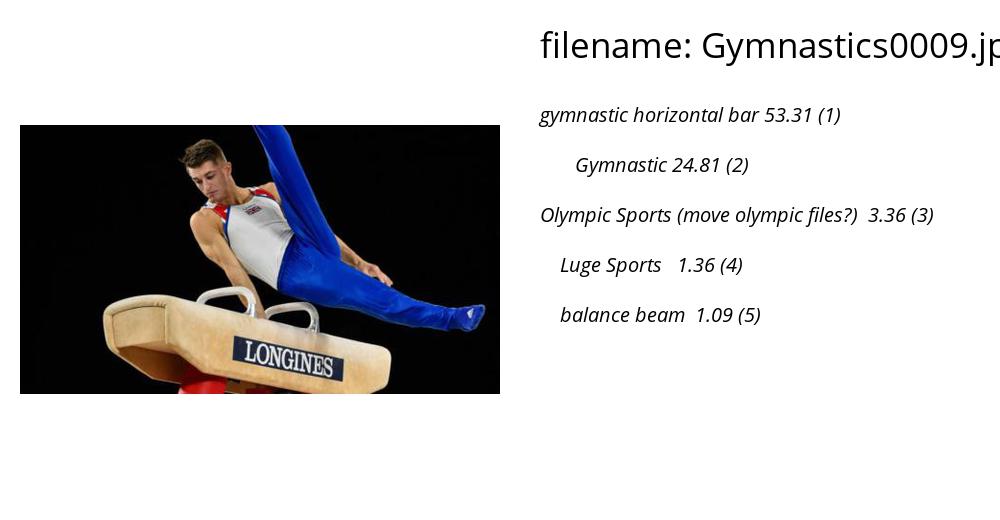 filename: Gymnastics0009.jp
gymnastic horizontal bar 53.31 (1)
Gymnastic 24.81 (2)
Olympic Sports (move olympic files?) 3.36 (3)
Luge Sports 1.36 (4)
balance beam 1.09 (5)
LONGINES